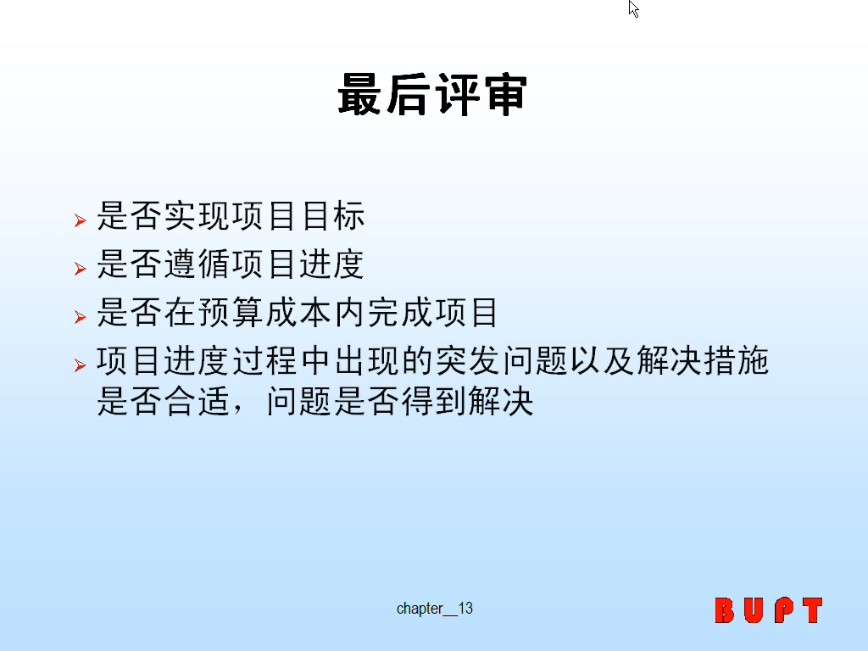 最后评审
是否实现项目目标
是否遵循项目进度
是否在预算成本内完成项目
项目进度过程中出现的突发问题以及解决措施
是否合适，问题是否得到解决
chapter__13
BUPT